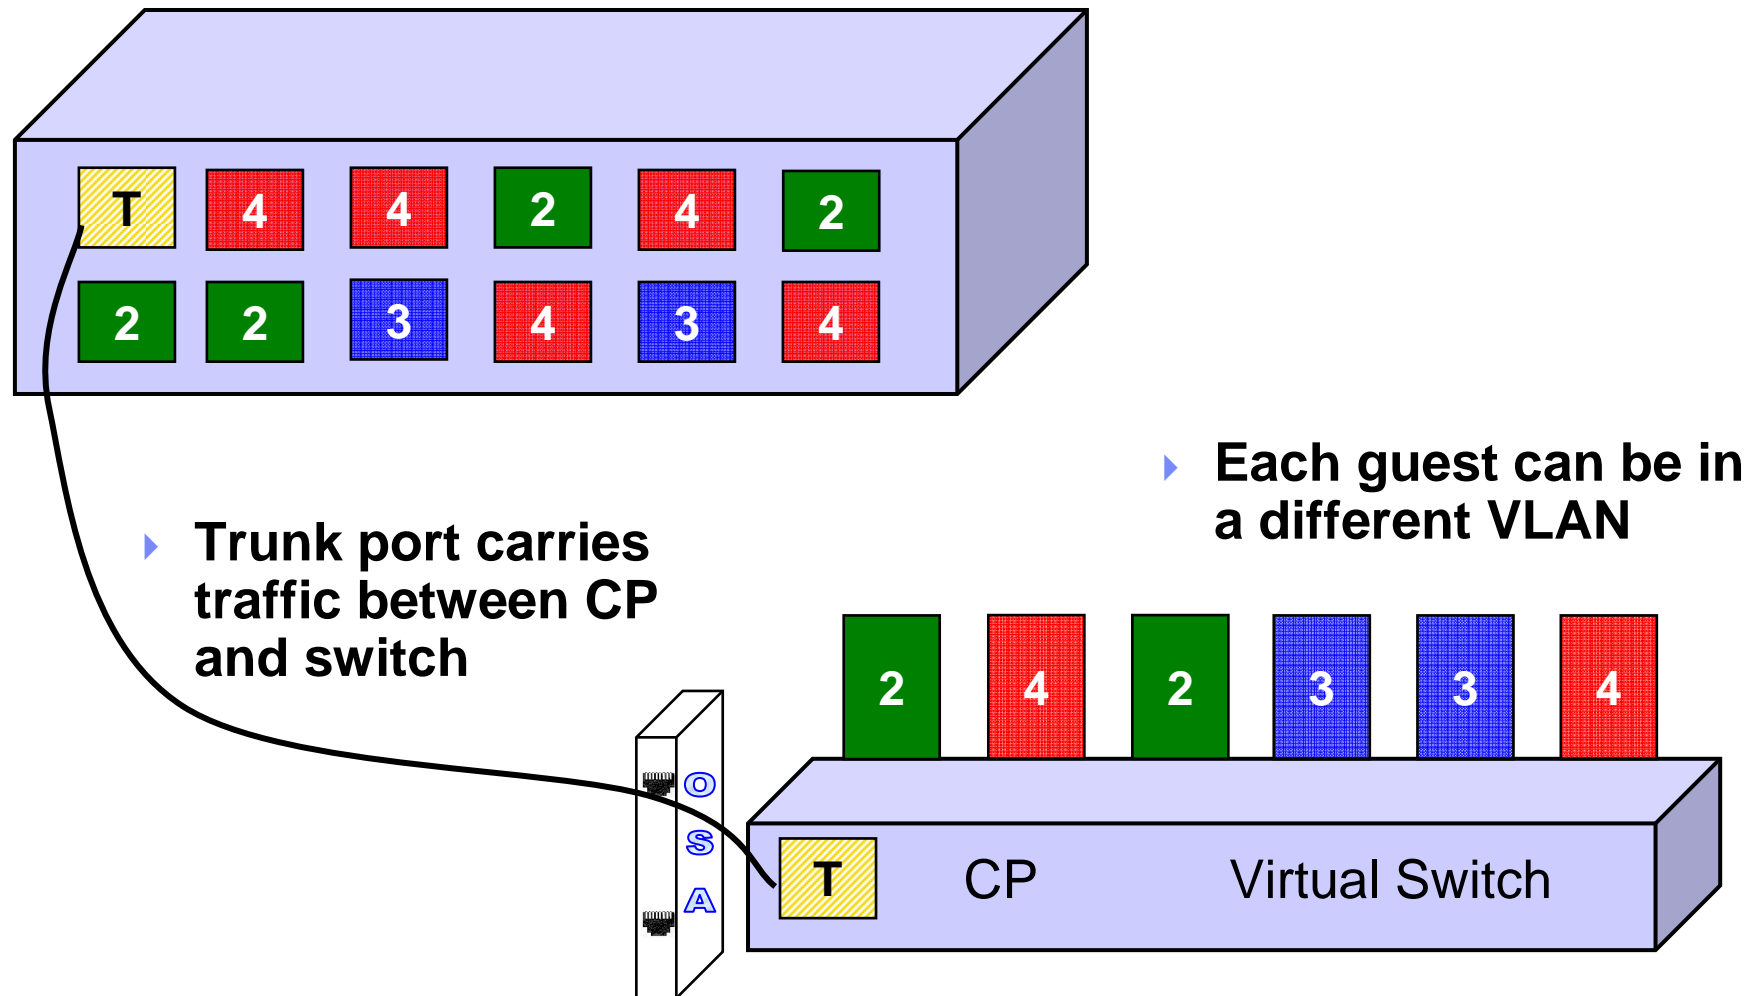 T 4 4 2 4 2
2 2 3 4 3 4
Each guest can be in
a different VLAN
Trunk port carries
traffic between CP
and switch
2 4 2 3 3 4
O
S
A
T CP Virtual Switch